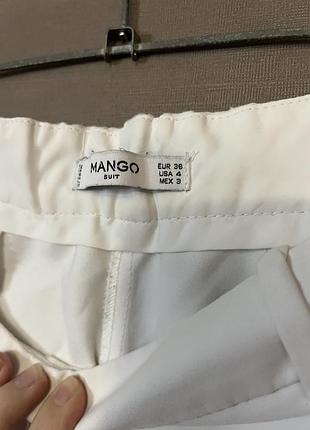 MANGO
SUIT
EUR 36
USA 4
MEX 3